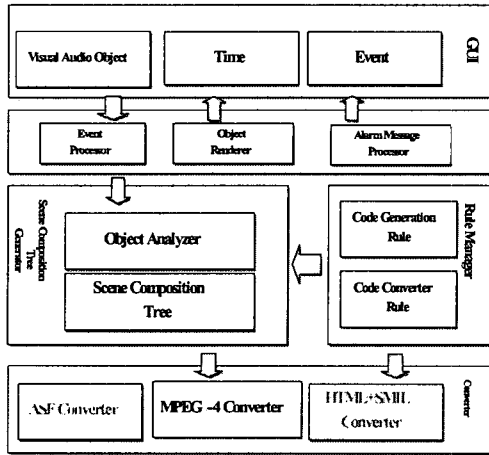 Visual Audio Object
Time
Event
GUI
Event
Processor
Object
Renderer
Alarm Message
Processor
Scene Composition
Tree
Generator
Object Analyzer
Scene Composition
Tree
Code Generation
Rule
Code Converter
Rule
Rule Manager
ASF Converter
MPEG -4 Converter
HTML+SMIL
Converter
Converter